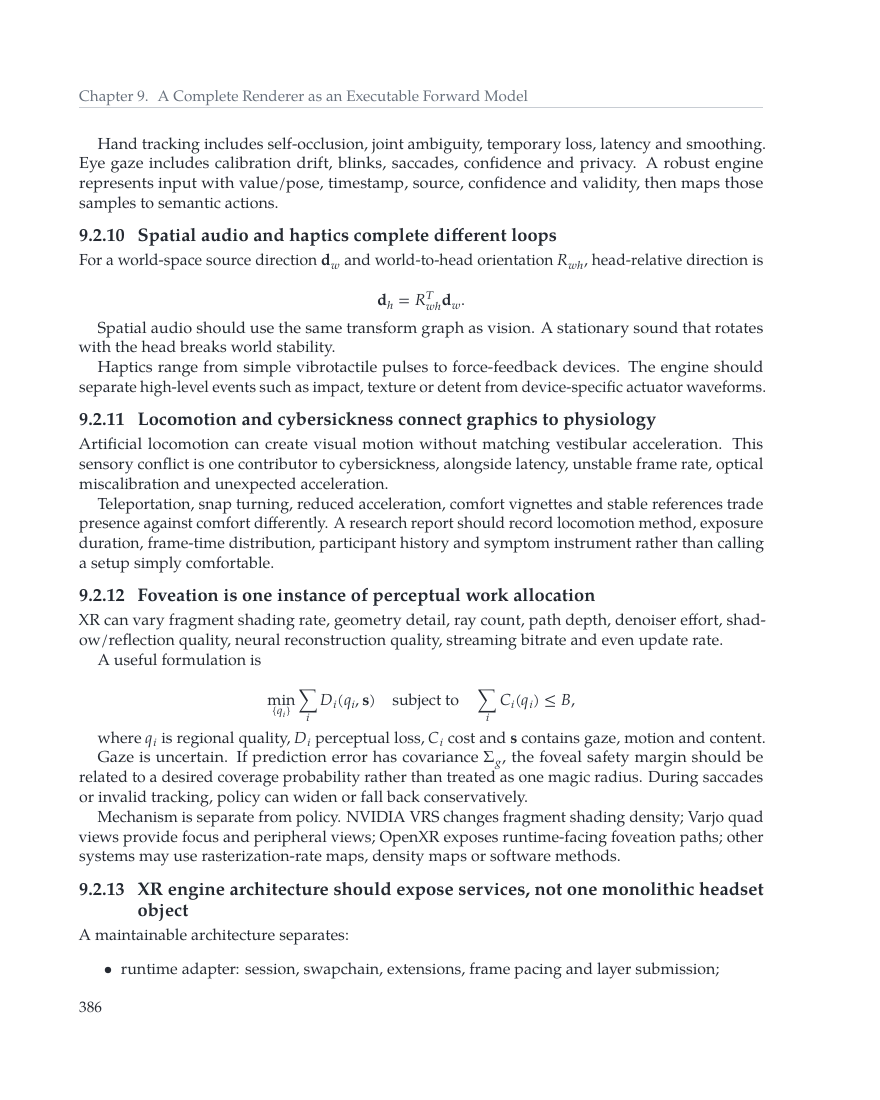 Chapter 9. A Complete Renderer as an Executable Forward Model
Hand tracking includes self-occlusion, joint ambiguity, temporary loss, latency and smoothing.
Eye gaze includes calibration drift, blinks, saccades, confidence and privacy. A robust engine
represents input with value/pose, timestamp, source, confidence and validity, then maps those
samples to semantic actions.
9.2.10 Spatial audio and haptics complete different loops
For a world-space source direction d_w and world-to-head orientation R_{wh}, head-relative direction is
d_h = R_{wh}^T d_w.
Spatial audio should use the same transform graph as vision. A stationary sound that rotates
with the head breaks world stability.
Haptics range from simple vibrotactile pulses to force-feedback devices. The engine should
separate high-level events such as impact, texture or detent from device-specific actuator waveforms.
9.2.11 Locomotion and cybersickness connect graphics to physiology
Artificial locomotion can create visual motion without matching vestibular acceleration. This
sensory conflict is one contributor to cybersickness, alongside latency, unstable frame rate, optical
miscalibration and unexpected acceleration.
Teleportation, snap turning, reduced acceleration, comfort vignettes and stable references trade
presence against comfort differently. A research report should record locomotion method, exposure
duration, frame-time distribution, participant history and symptom instrument rather than calling
a setup simply comfortable.
9.2.12 Foveation is one instance of perceptual work allocation
XR can vary fragment shading rate, geometry detail, ray count, path depth, denoiser effort, shad-
ow/reflection quality, neural reconstruction quality, streaming bitrate and even update rate.
A useful formulation is
min_{{q_i}} ∑_i D_i(q_i, s) subject to ∑_i C_i(q_i) ≤ B,
where q_i is regional quality, D_i perceptual loss, C_i cost and s contains gaze, motion and content.
Gaze is uncertain. If prediction error has covariance Σ_g, the foveal safety margin should be
related to a desired coverage probability rather than treated as one magic radius. During saccades
or invalid tracking, policy can widen or fall back conservatively.
Mechanism is separate from policy. NVIDIA VRS changes fragment shading density; Varjo quad
views provide focus and peripheral views; OpenXR exposes runtime-facing foveation paths; other
systems may use rasterization-rate maps, density maps or software methods.
9.2.13 XR engine architecture should expose services, not one monolithic headset
object
A maintainable architecture separates:
• runtime adapter: session, swapchain, extensions, frame pacing and layer submission;
386